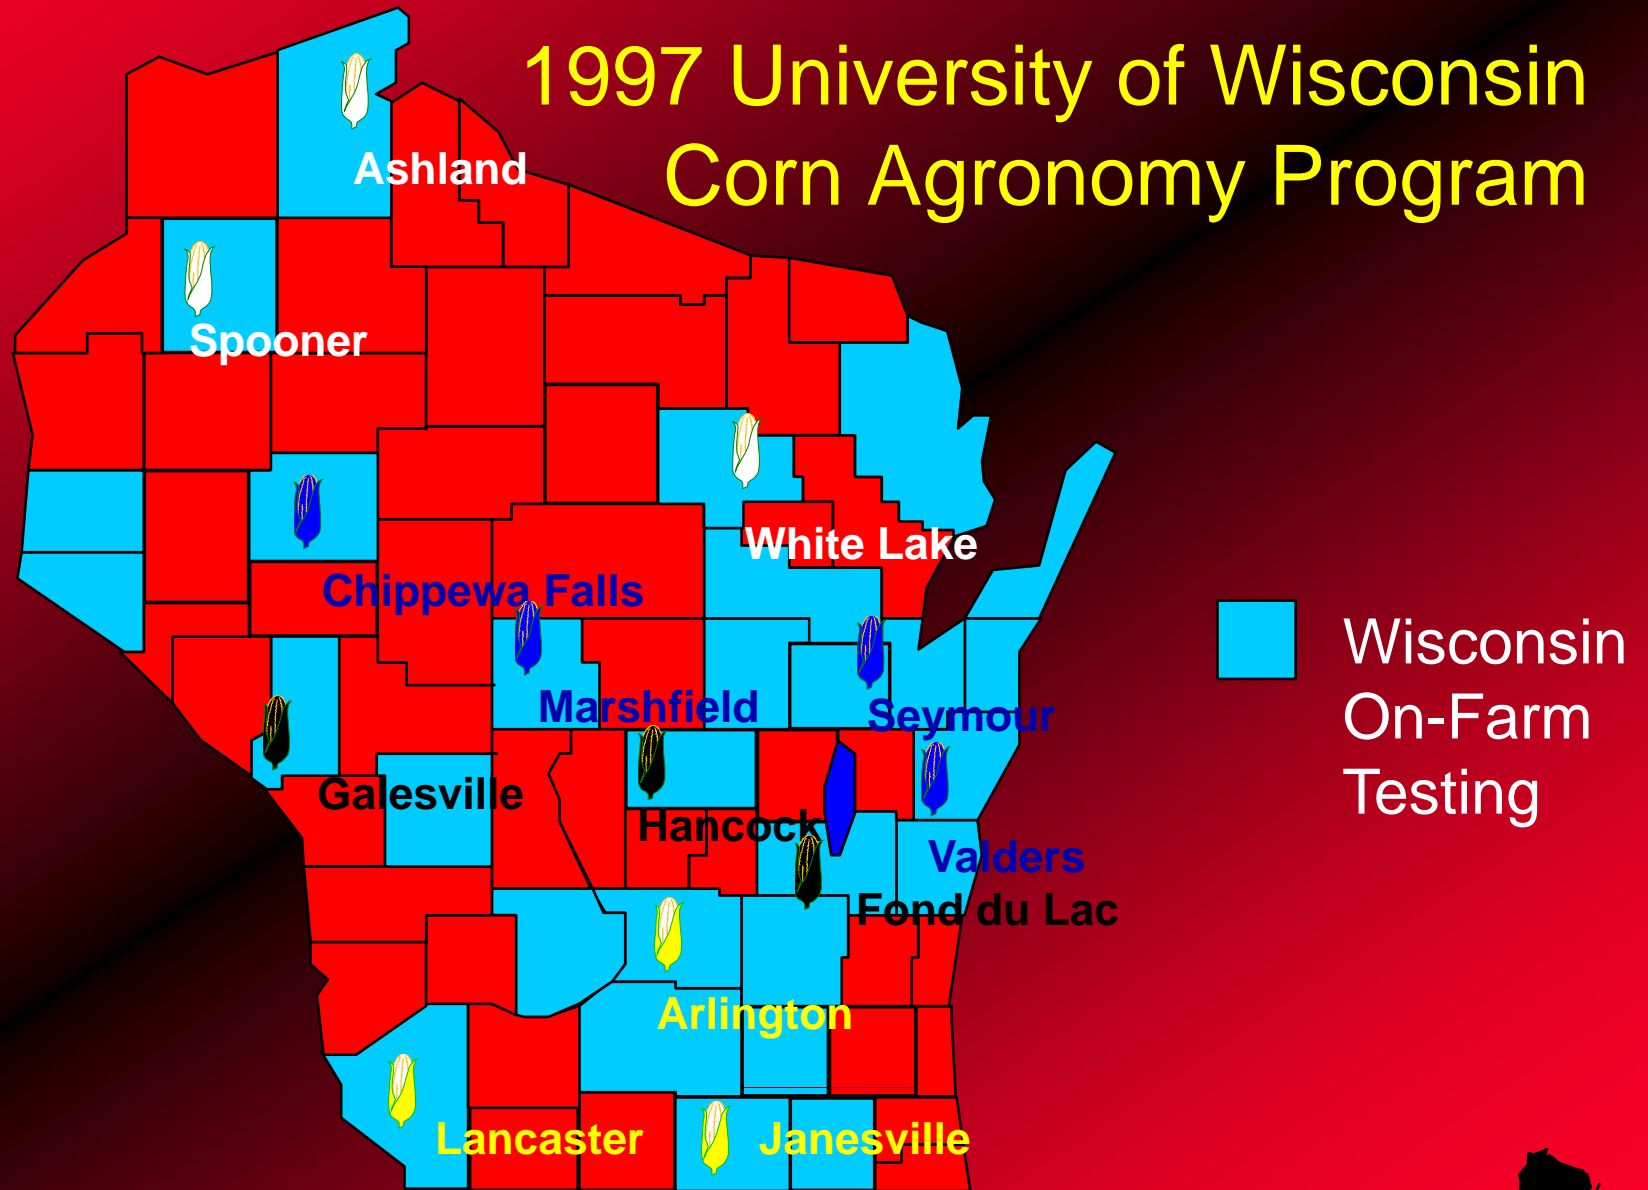 1997 University of Wisconsin
Corn Agronomy Program
Ashland
Spooner
White Lake
Chippewa Falls
Marshfield
Seymour
Galesville
Hancock
Valders
Fond du Lac
Arlington
Lancaster
Janesville
Wisconsin
On-Farm
Testing